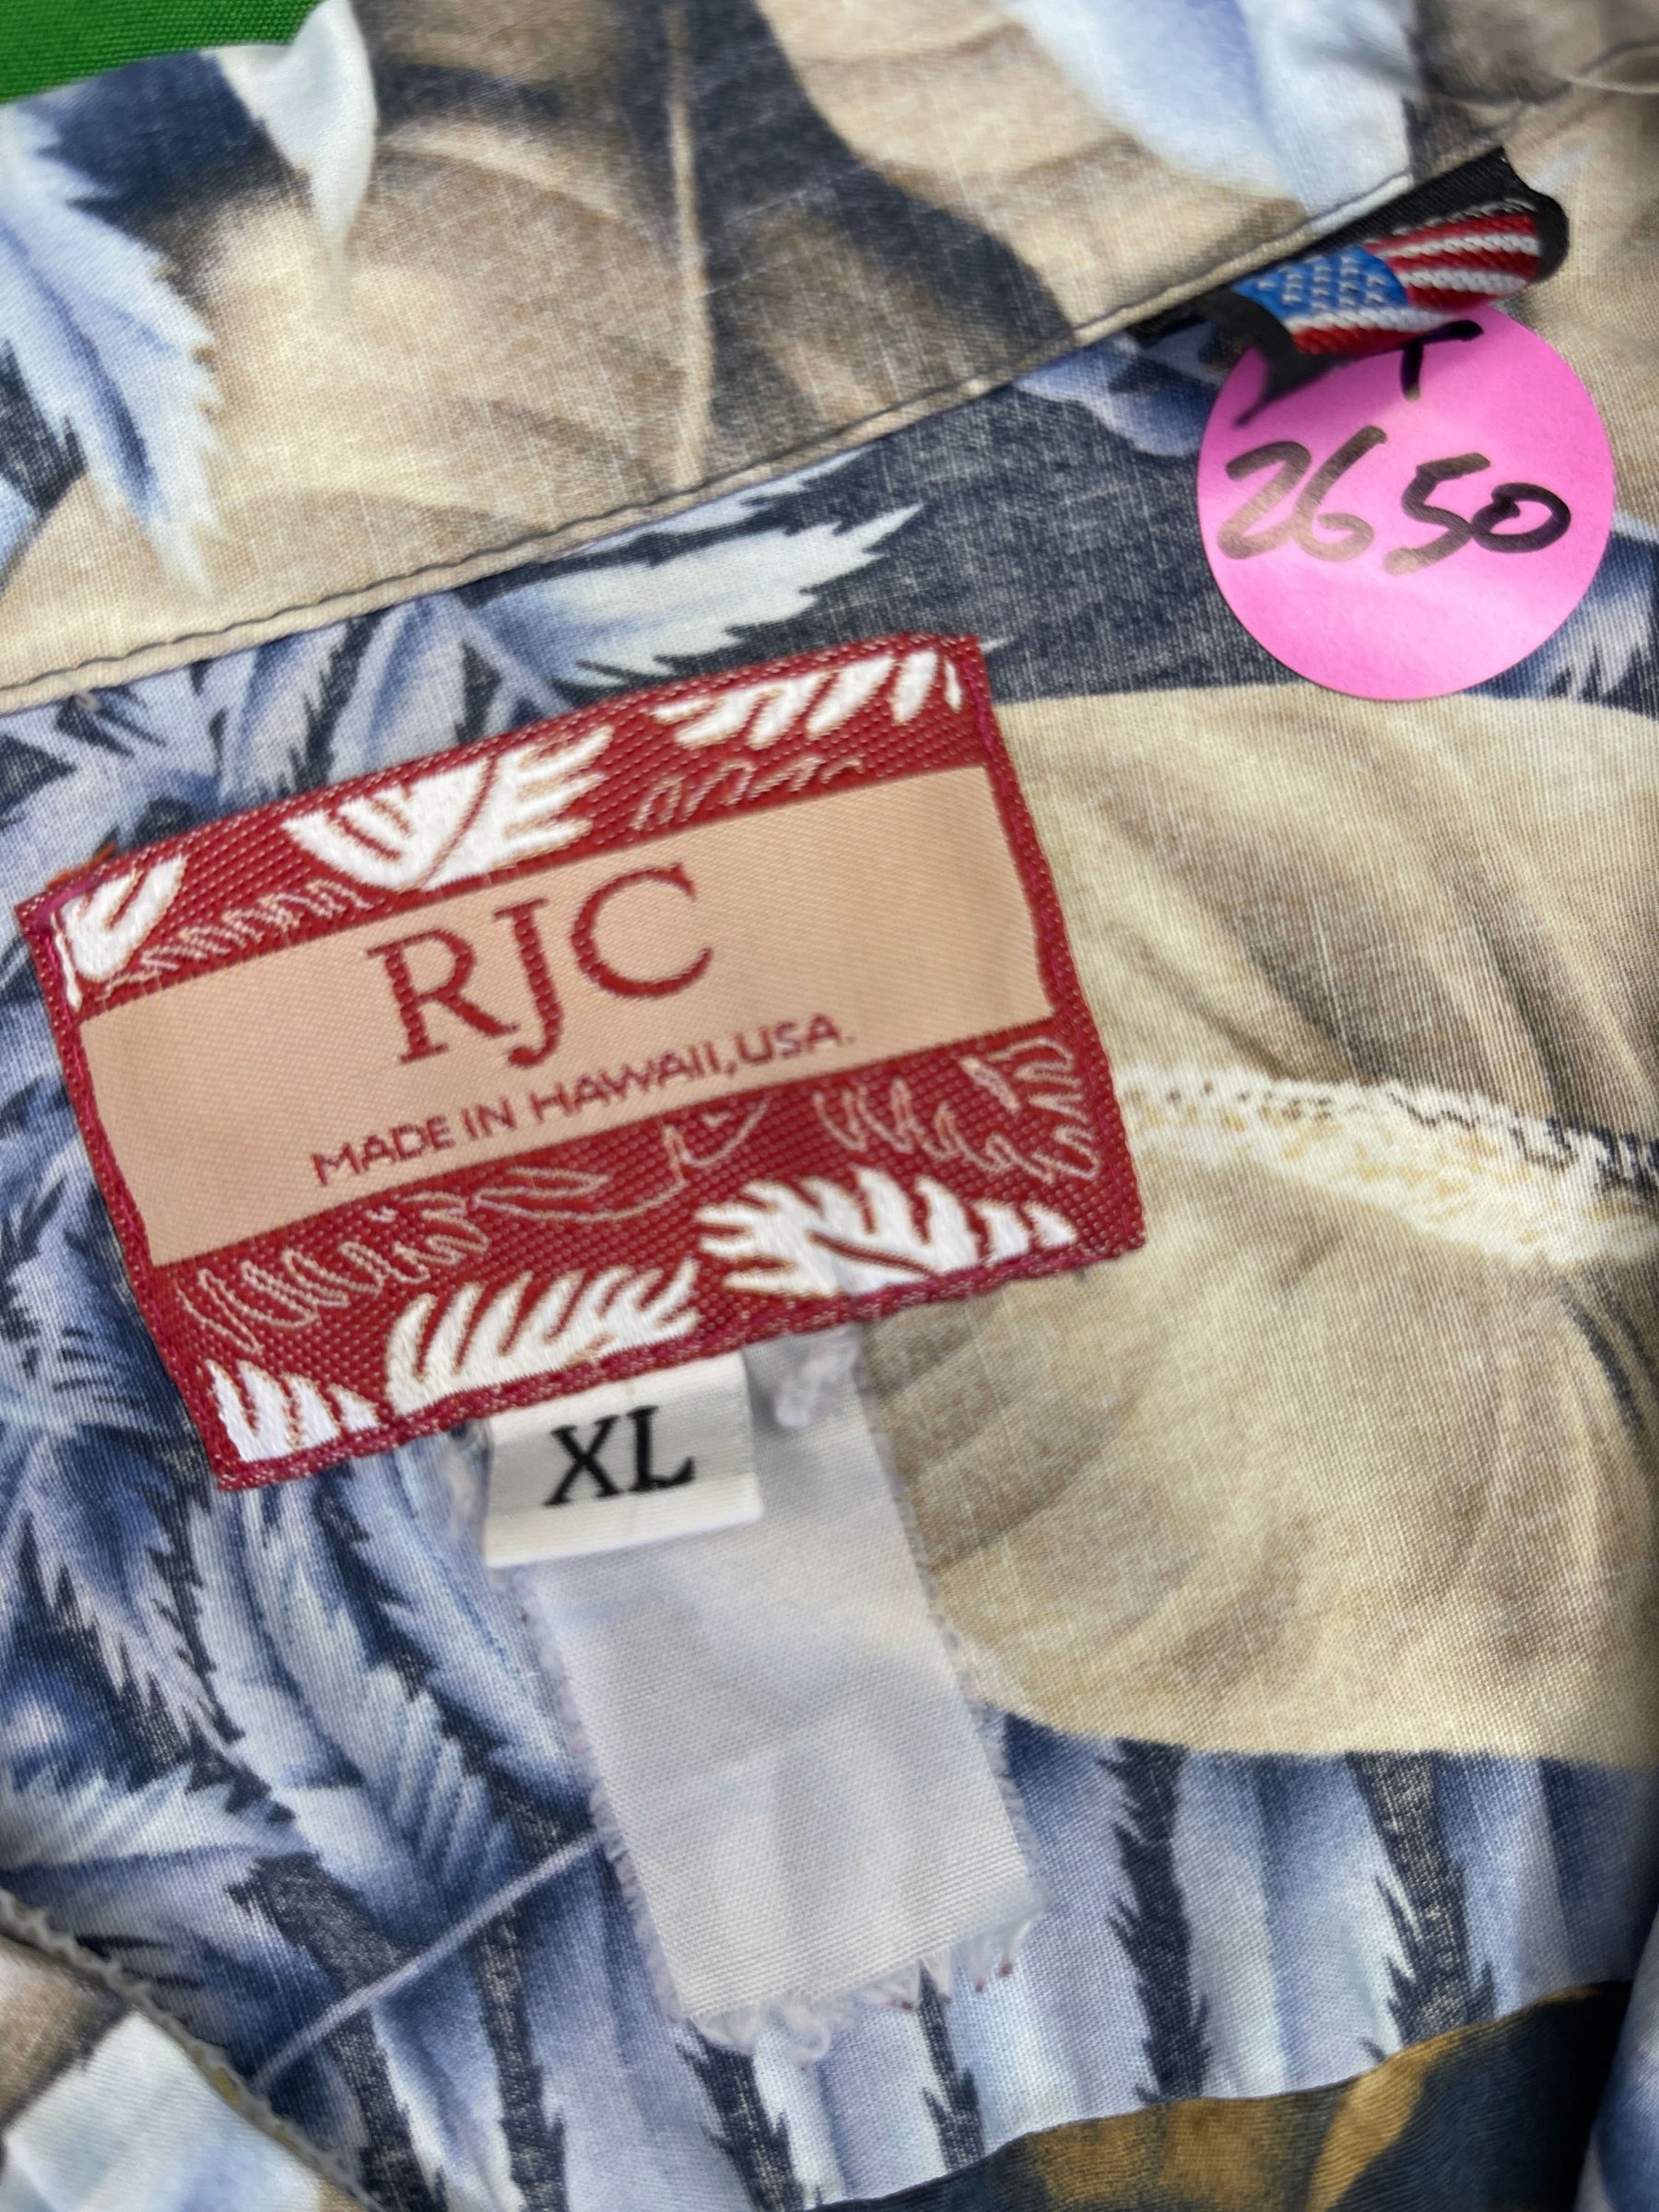 T
2650
RJC
MADE IN HAWAII, USA.
XL